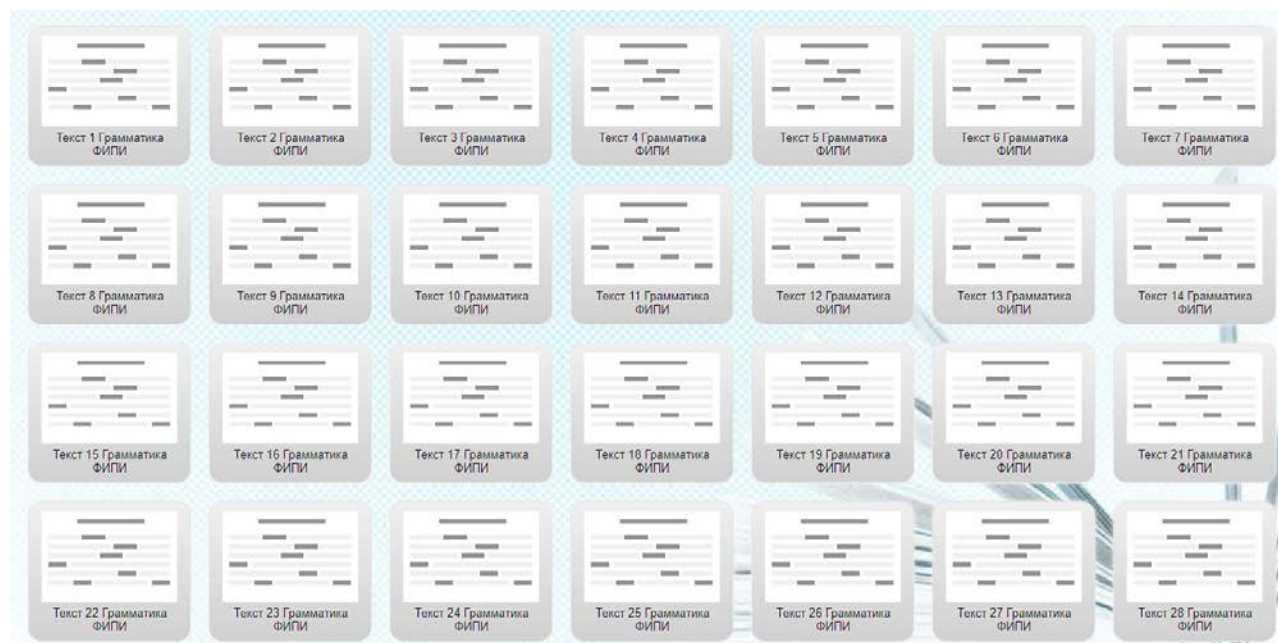 Текст 1 Грамматика
ФИПИ
Текст 2 Грамматика
ФИПИ
Текст 3 Грамматика
ФИПИ
Текст 4 Грамматика
ФИПИ
Текст 5 Грамматика
ФИПИ
Текст 6 Грамматика
ФИПИ
Текст 7 Грамматика
ФИПИ
Текст 8 Грамматика
ФИПИ
Текст 9 Грамматика
ФИПИ
Текст 10 Грамматика
ФИПИ
Текст 11 Грамматика
ФИПИ
Текст 12 Грамматика
ФИПИ
Текст 13 Грамматика
ФИПИ
Текст 14 Грамматика
ФИПИ
Текст 15 Грамматика
ФИПИ
Текст 16 Грамматика
ФИПИ
Текст 17 Грамматика
ФИПИ
Текст 18 Грамматика
ФИПИ
Текст 19 Грамматика
ФИПИ
Текст 20 Грамматика
ФИПИ
Текст 21 Грамматика
ФИПИ
Текст 22 Грамматика
ФИПИ
Текст 23 Грамматика
ФИПИ
Текст 24 Грамматика
ФИПИ
Текст 25 Грамматика
ФИПИ
Текст 26 Грамматика
ФИПИ
Текст 27 Грамматика
ФИПИ
Текст 28 Грамматика
ФИПИ